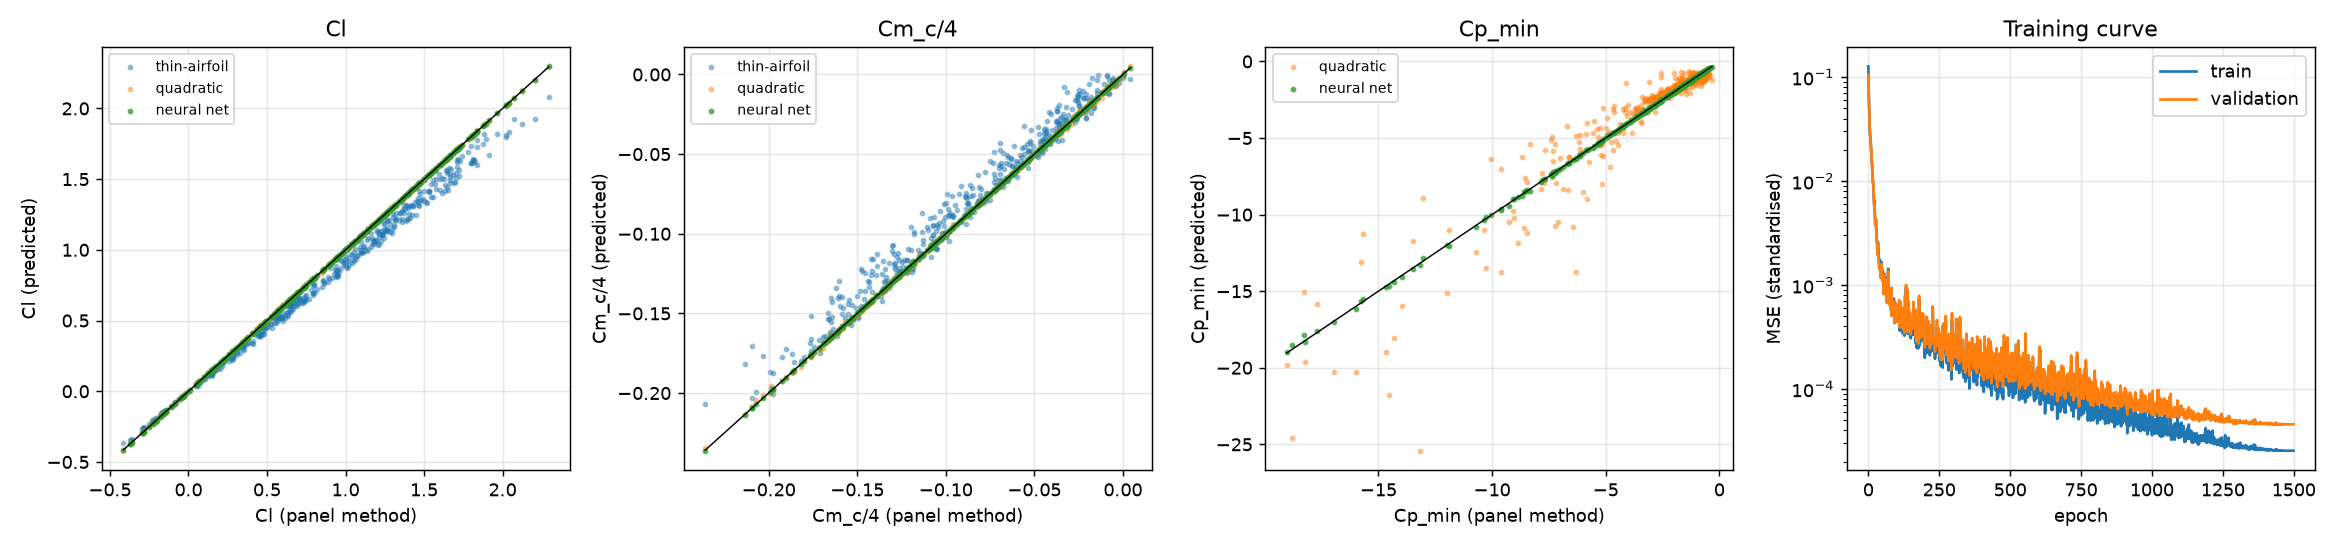 Cl
thin-airfoil
quadratic
neural net
2.0
1.5
1.0
0.5
0.0
−0.5
Cl (predicted)
−0.5
0.0
0.5
1.0
1.5
2.0
Cl (panel method)
Cm_c/4
thin-airfoil
quadratic
neural net
0.00
−0.05
−0.10
−0.15
−0.20
Cm_c/4 (predicted)
−0.20
−0.15
−0.10
−0.05
0.00
Cm_c/4 (panel method)
Cp_min
quadratic
neural net
0
−5
−10
−15
−20
−25
Cp_min (predicted)
−15
−10
−5
0
Cp_min (panel method)
Training curve
train
validation
10−1
10−2
10−3
10−4
MSE (standardised)
0
250
500
750
1000
1250
1500
epoch